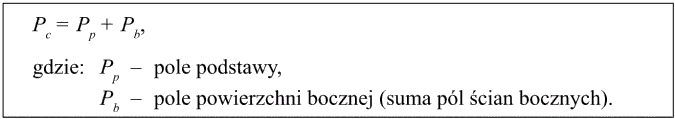 P_c = P_p + P_b,
gdzie: P_p – pole podstawy,
P_b – pole powierzchni bocznej (suma pól ścian bocznych).